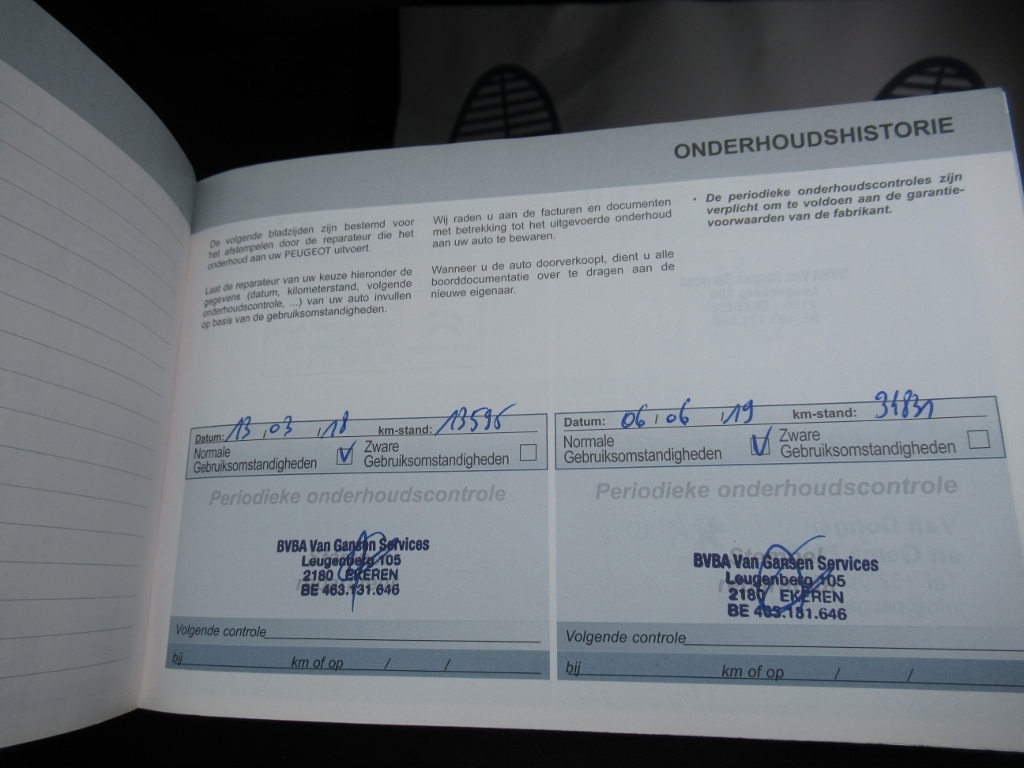 ONDERHOUDSHISTORIE
De volgende bladzijden zijn bestemd voor
het afstempelen door de reparateur die het
onderhoud aan uw PEUGEOT uitvoert.
Laat de reparateur van uw keuze hieronder de
gegevens (datum, kilometerstand, volgende
onderhoudscontrole, ...) van uw auto invullen
op basis van de gebruiksomstandigheden.
Wij raden u aan de facturen en documenten
met betrekking tot het uitgevoerde onderhoud
aan uw auto te bewaren.
Wanneer u de auto doorverkoopt, dient u alle
boorddocumentatie over te dragen aan de
nieuwe eigenaar.
• De periodieke onderhoudscontroles zijn
verplicht om te voldoen aan de garantie-
voorwaarden van de fabrikant.
Datum: 13 / 03 / 18 km-stand: 13595
Normale
Gebruiksomstandigheden
Zware
Gebruiksomstandigheden
Periodieke onderhoudscontrole
BVBA Van Gansen Services
Leugenberg 105
2180 EKEREN
BE 463.131.646
Volgende controle
bij km of op / /
Datum: 06 / 06 / 19 km-stand: 31831
Normale
Gebruiksomstandigheden
Zware
Gebruiksomstandigheden
Periodieke onderhoudscontrole
BVBA Van Gansen Services
Leugenberg 105
2180 EKEREN
BE 463.131.646
Volgende controle
bij km of op / /